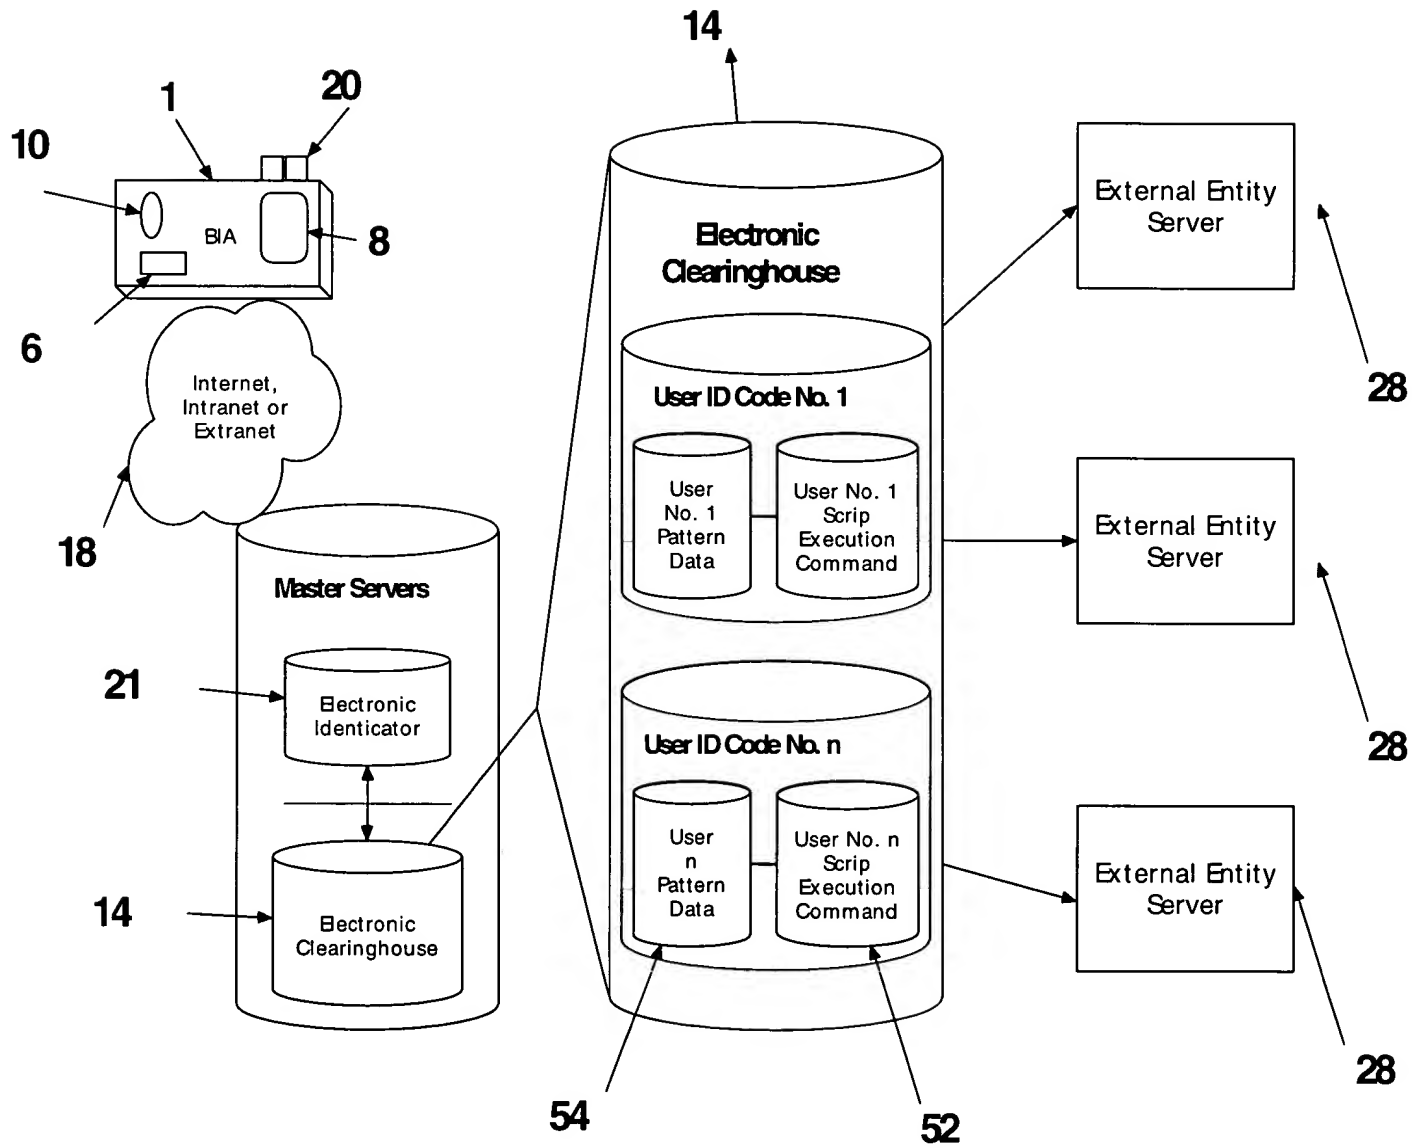 14
20
1
10
BIA
8
6
Internet,
Intranet or
Extranet
18
Master Servers
21
Electronic
Identicator
14
Electronic
Clearinghouse
Electronic
Clearinghouse
User ID Code No. 1
User
No. 1
Pattern
Data
User No. 1
Scrip
Execution
Command
User ID Code No. n
User
n
Pattern
Data
User No. n
Scrip
Execution
Command
54
52
External Entity
Server
28
External Entity
Server
28
External Entity
Server
28